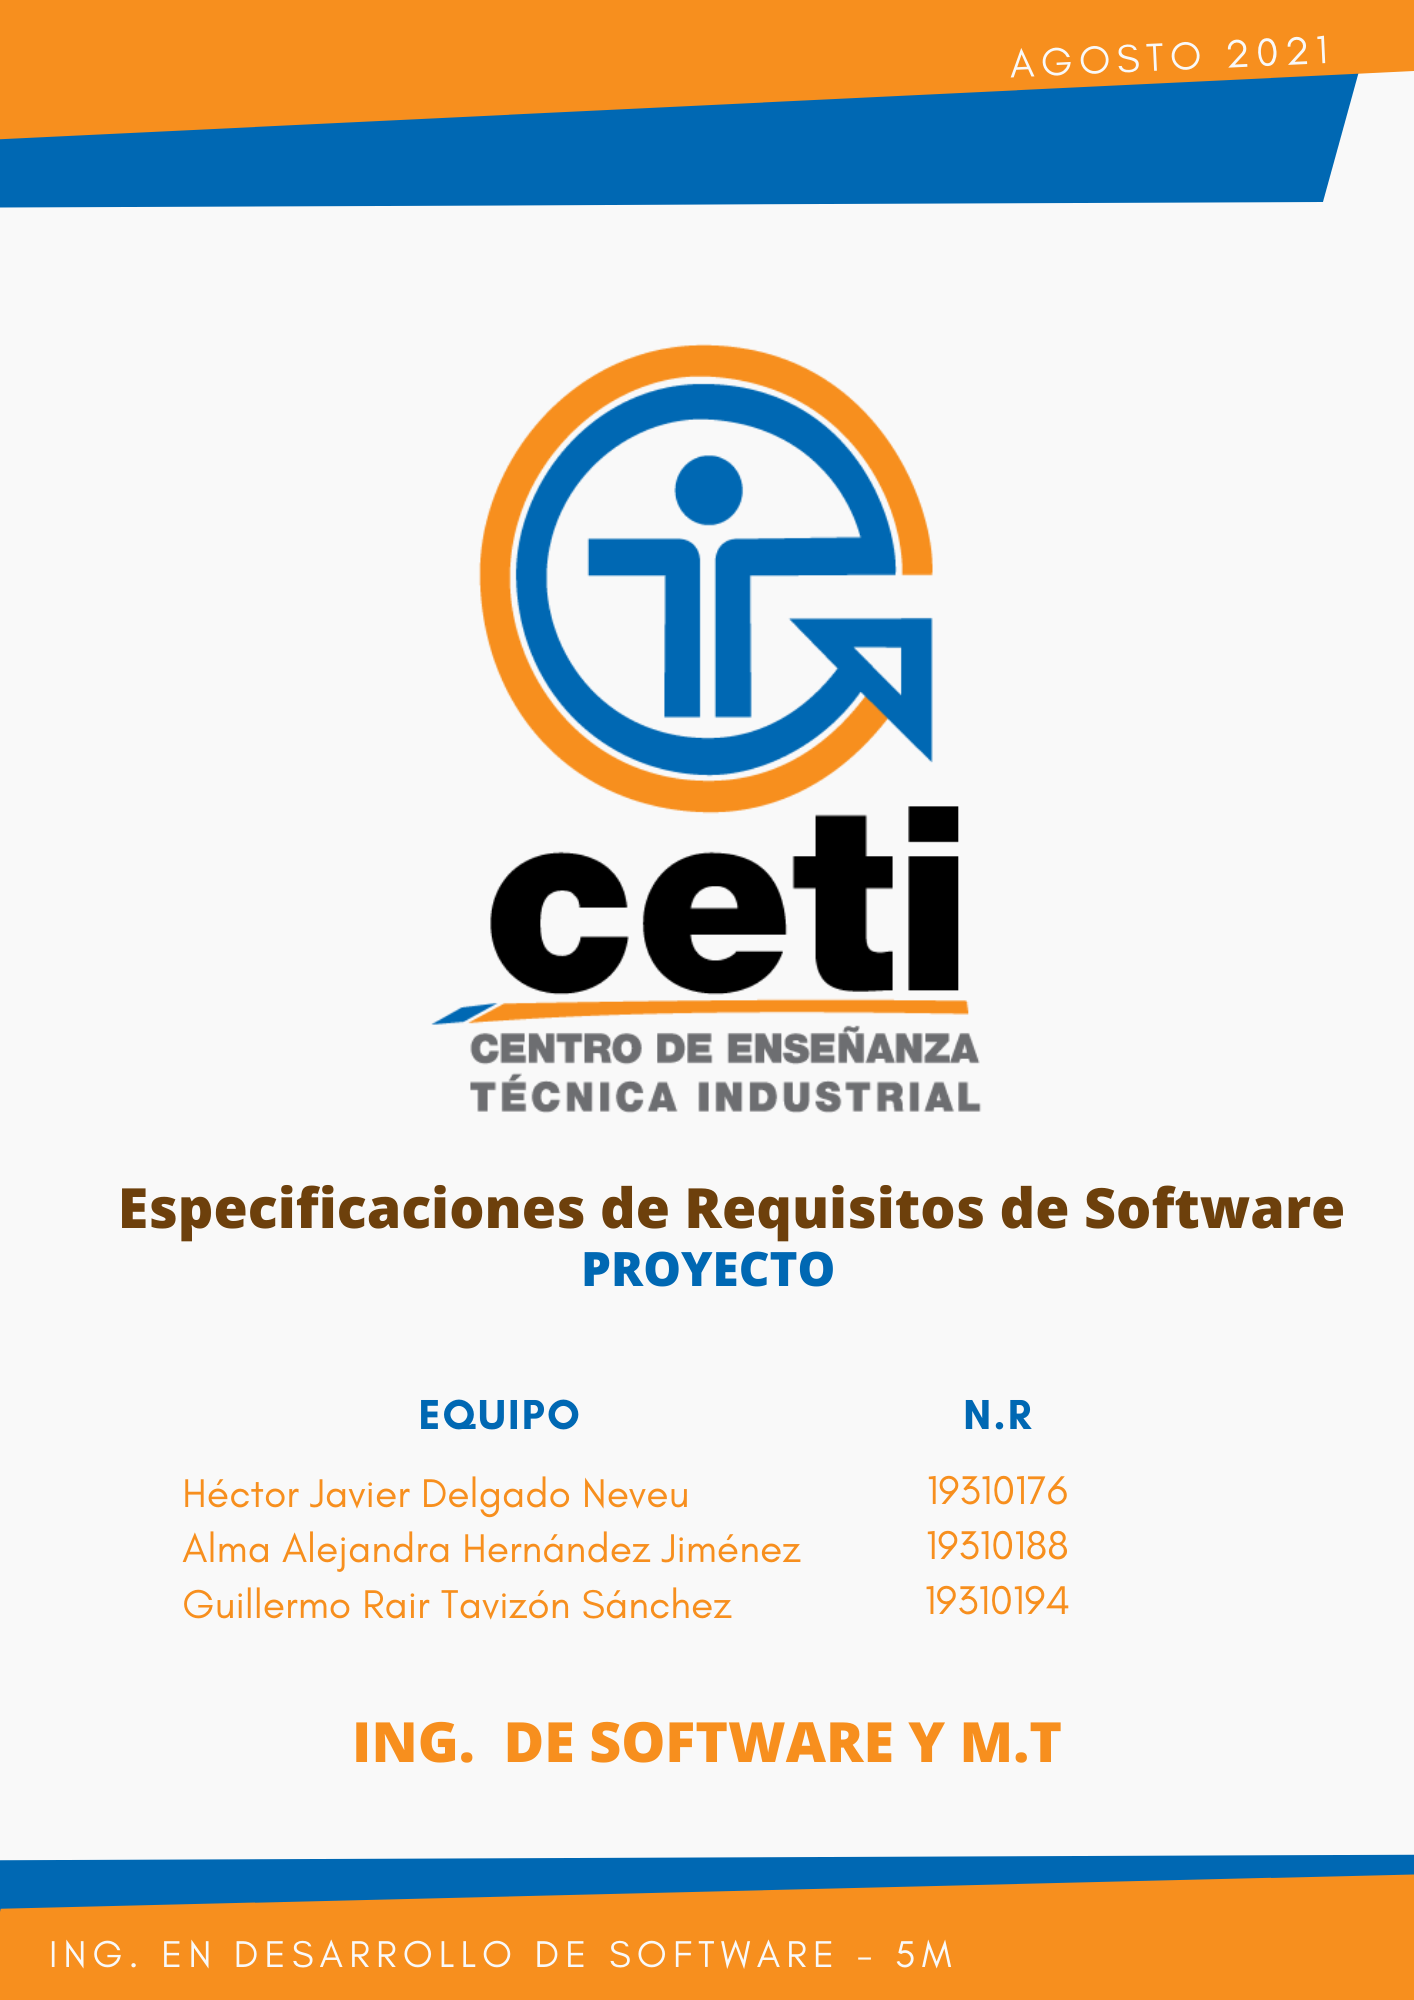 AGOSTO 2021
ceti
CENTRO DE ENSEÑANZA
TÉCNICA INDUSTRIAL
Especificaciones de Requisitos de Software
PROYECTO
EQUIPO N.R
Héctor Javier Delgado Neveu 19310176
Alma Alejandra Hernández Jiménez 19310188
Guillermo Rair Tavizón Sánchez 19310194
ING. DE SOFTWARE Y M.T
ING. EN DESARROLLO DE SOFTWARE - 5M